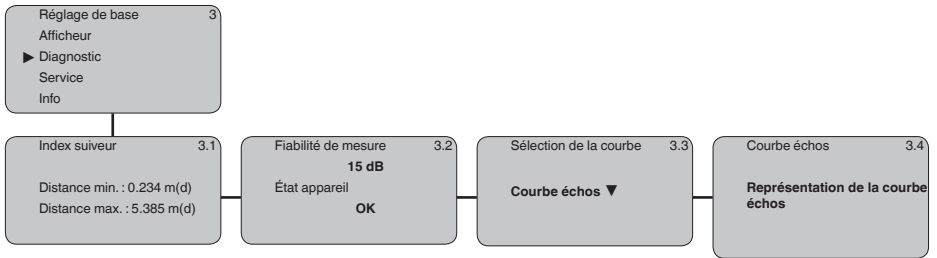 Réglage de base 3
Afficheur
▶ Diagnostic
Service
Info
Index suiveur 3.1
Distance min. : 0.234 m(d)
Distance max. : 5.385 m(d)
Fiabilité de mesure 3.2
15 dB
État appareil
OK
Sélection de la courbe 3.3
Courbe échos ▼
Courbe échos 3.4
Représentation de la courbe
échos